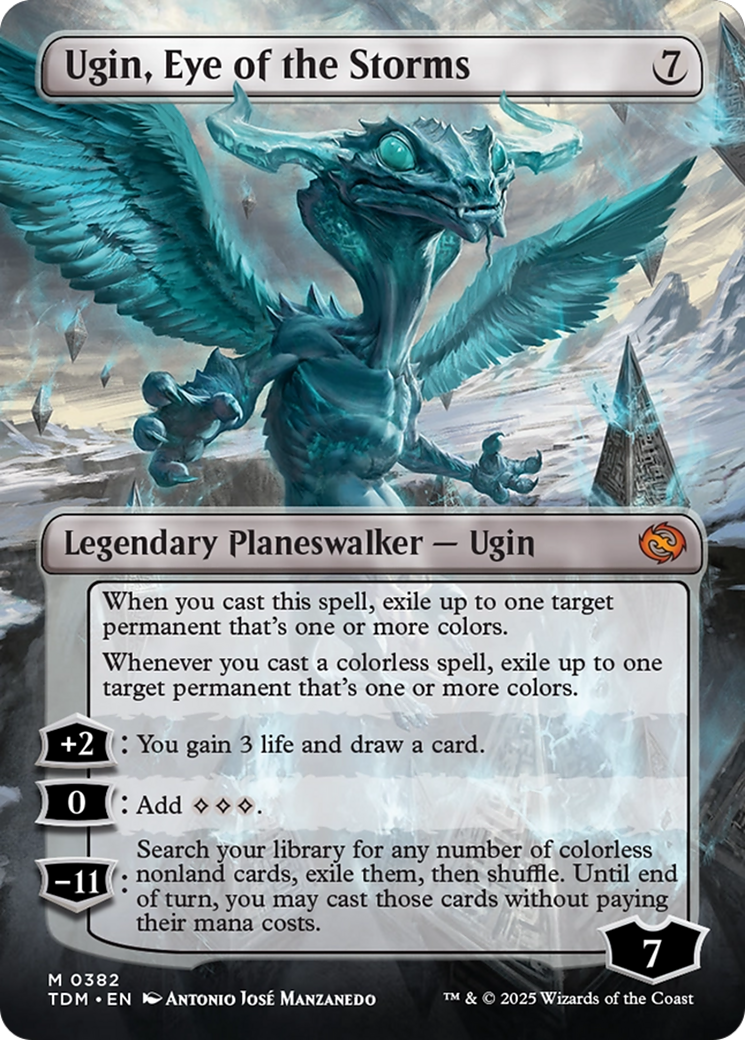 Ugin, Eye of the Storms 7
Legendary Planeswalker — Ugin
When you cast this spell, exile up to one target
permanent that's one or more colors.
Whenever you cast a colorless spell, exile up to one
target permanent that's one or more colors.
+2 : You gain 3 life and draw a card.
0 : Add ◇◇◇.
Search your library for any number of colorless
−11 : nonland cards, exile them, then shuffle. Until end
of turn, you may cast those cards without paying
their mana costs.
7
M 0382
TDM • EN Antonio José Manzanedo ™ & © 2025 Wizards of the Coast